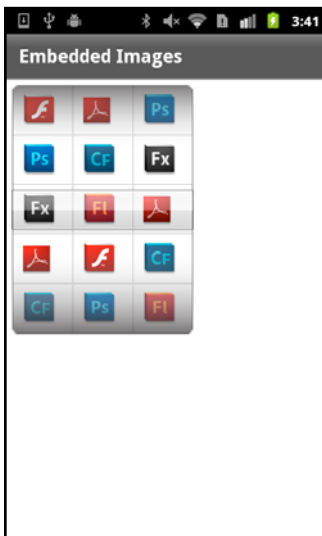 3:41
Embedded Images
Ps
Ps CF Fx
Fx Fl
CF
CF Ps Fl